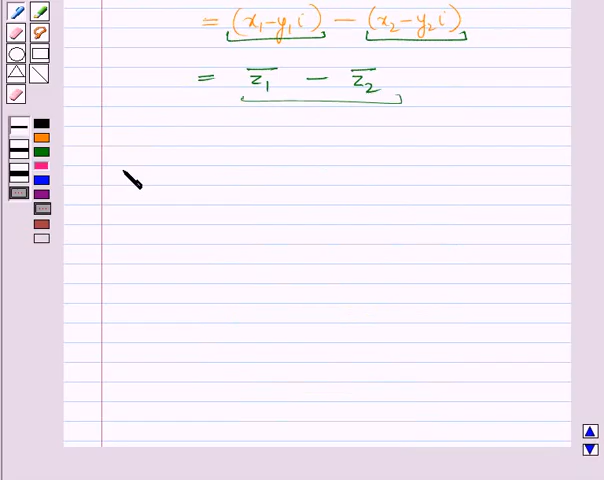 = (x₁-y₁i) - (x₂-y₂i)
= z̅₁ - z̅₂